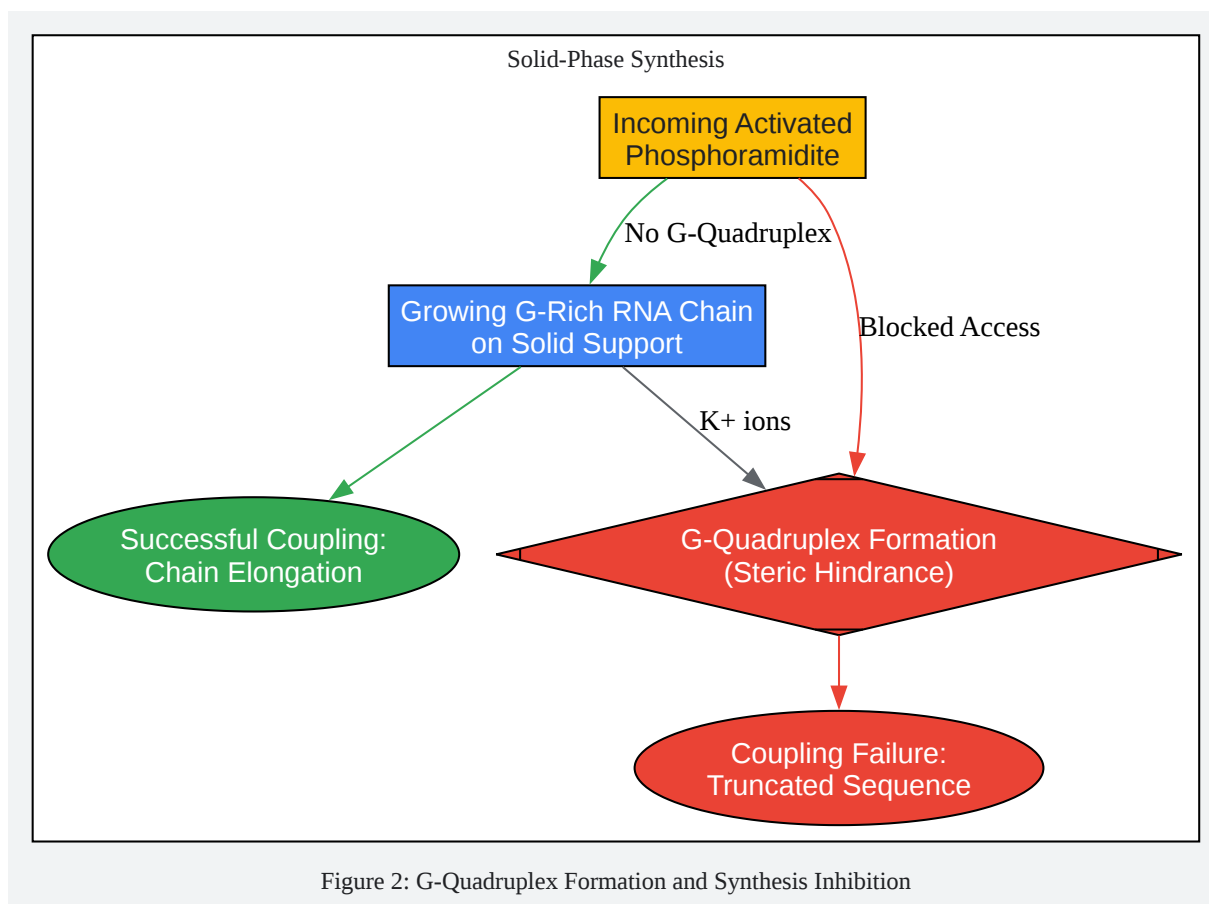 Solid-Phase Synthesis
Incoming Activated
Phosphoramidite
No G-Quadruplex
Growing G-Rich RNA Chain
on Solid Support
Blocked Access
K+ ions
Successful Coupling:
Chain Elongation
G-Quadruplex Formation
(Steric Hindrance)
Coupling Failure:
Truncated Sequence
Figure 2: G-Quadruplex Formation and Synthesis Inhibition